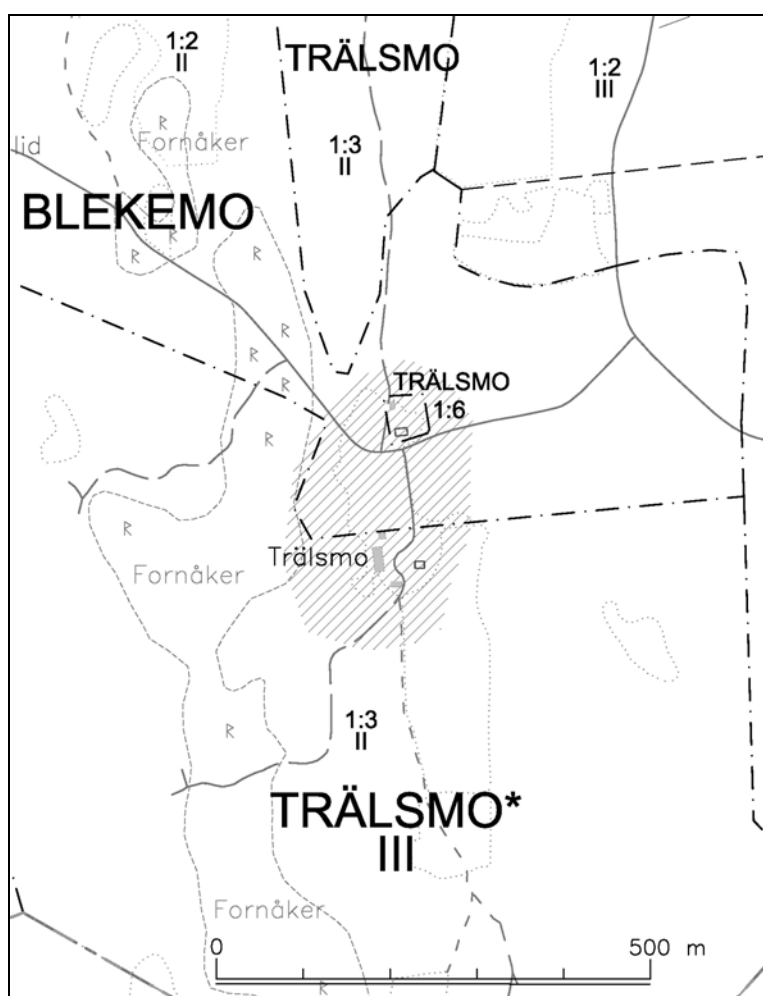 1:2
II
TRÄLSMO
1:2
III
R
Fornåker
lid
1:3
II
BLEKEMO
R
R
R
R
R
R
TRÄLSMO
1:6
R
R
Trälsmo
Fornåker
1:3
II
R
TRÄLSMO*
III
Fornåker
0
500 m
R